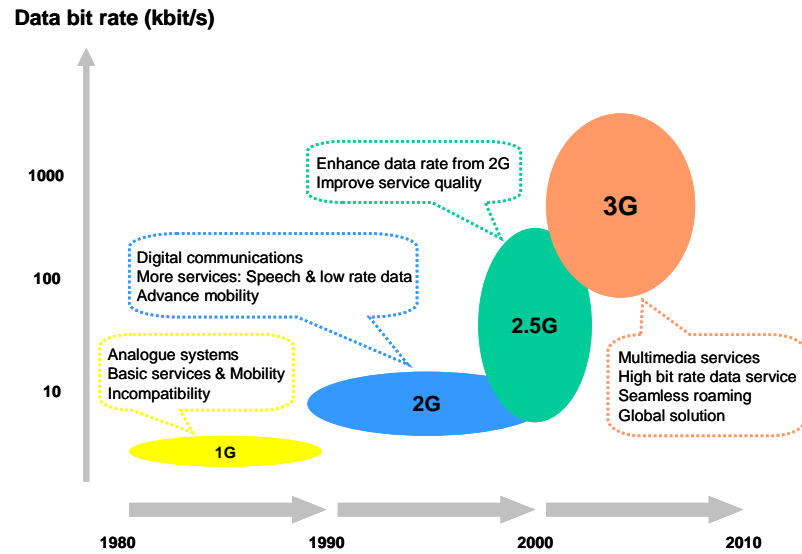 Data bit rate (kbit/s)
1000
100
10
Enhance data rate from 2G
Improve service quality
3G
Digital communications
More services: Speech & low rate data
Advance mobility
2.5G
Analogue systems
Basic services & Mobility
Incompatibility
2G
1G
Multimedia services
High bit rate data service
Seamless roaming
Global solution
1980
1990
2000
2010